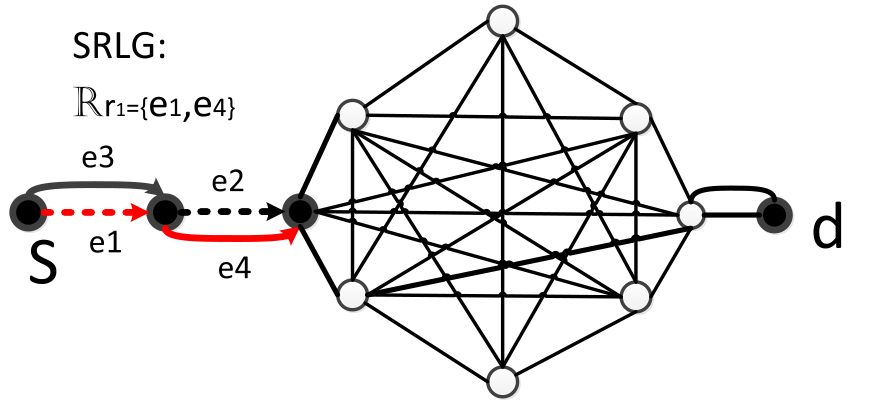 SRLG:
ℝr1={e1,e4}
e3
e2
e1
e4
S
d